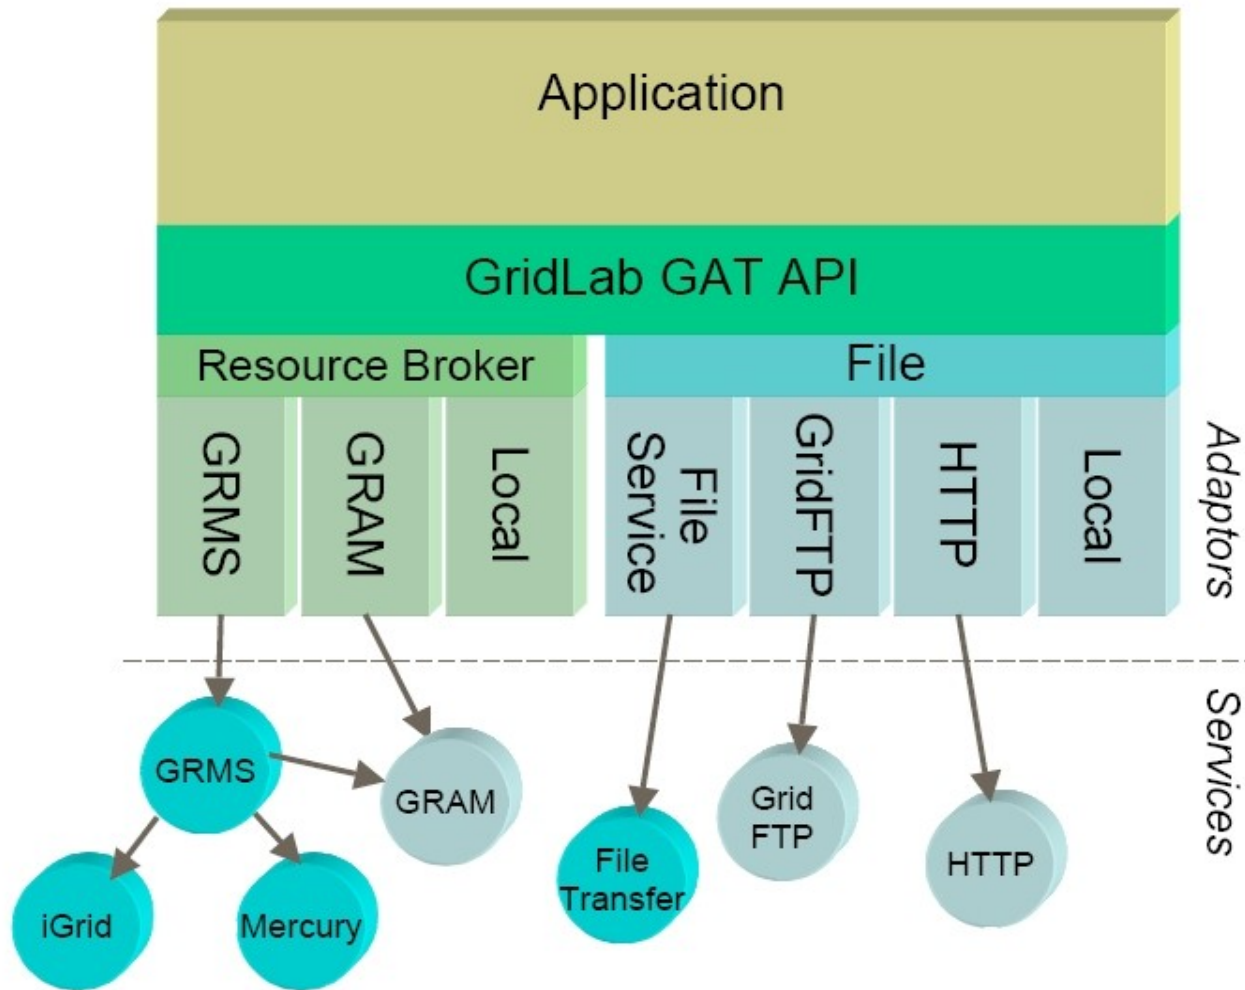 Application
GridLab GAT API
Resource Broker
File
GRMS
GRAM
Local
File
Service
GridFTP
HTTP
Local
Adaptors
Services
GRMS
GRAM
Grid
FTP
File
Transfer
HTTP
iGrid
Mercury